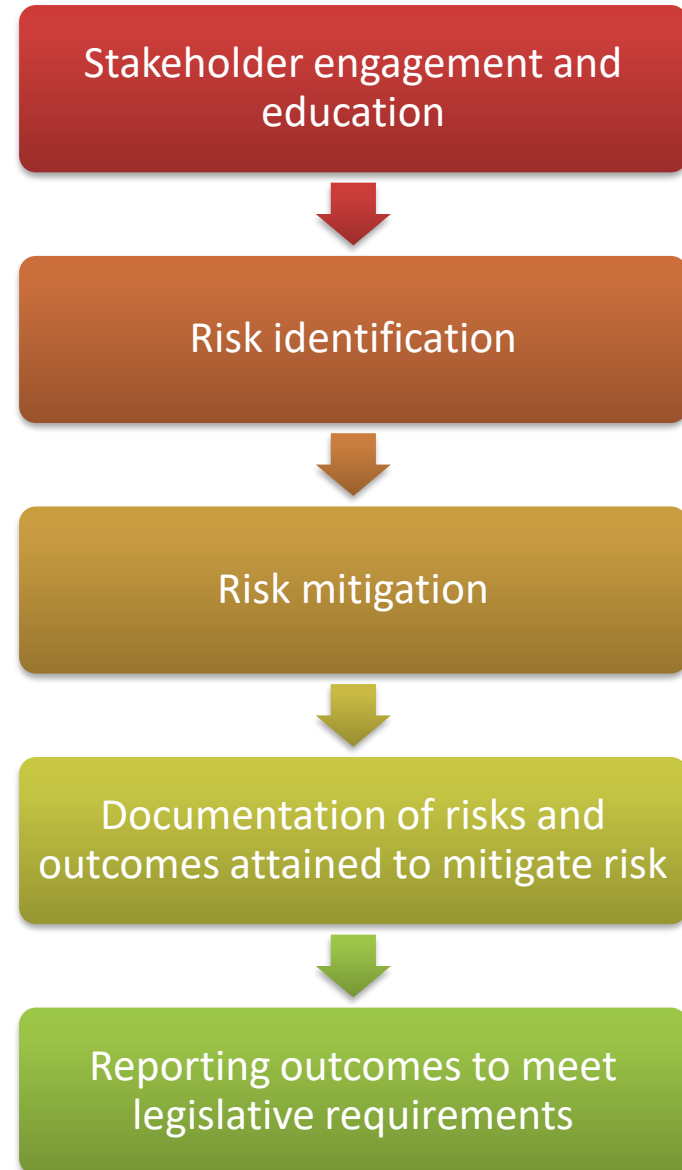 Stakeholder engagement and
education
Risk identification
Risk mitigation
Documentation of risks and
outcomes attained to mitigate risk
Reporting outcomes to meet
legislative requirements